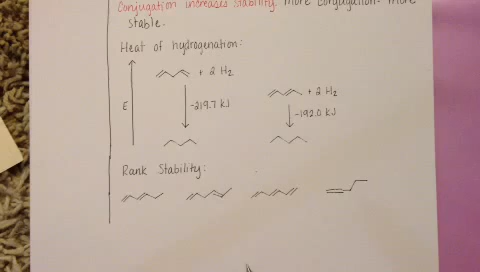 Conjugation increases stability more conjugation= more
stable.
Heat of hydrogenation:
+ 2 H₂
+ 2 H₂
E
-219.7 kJ
-192.0 kJ
Rank Stability: